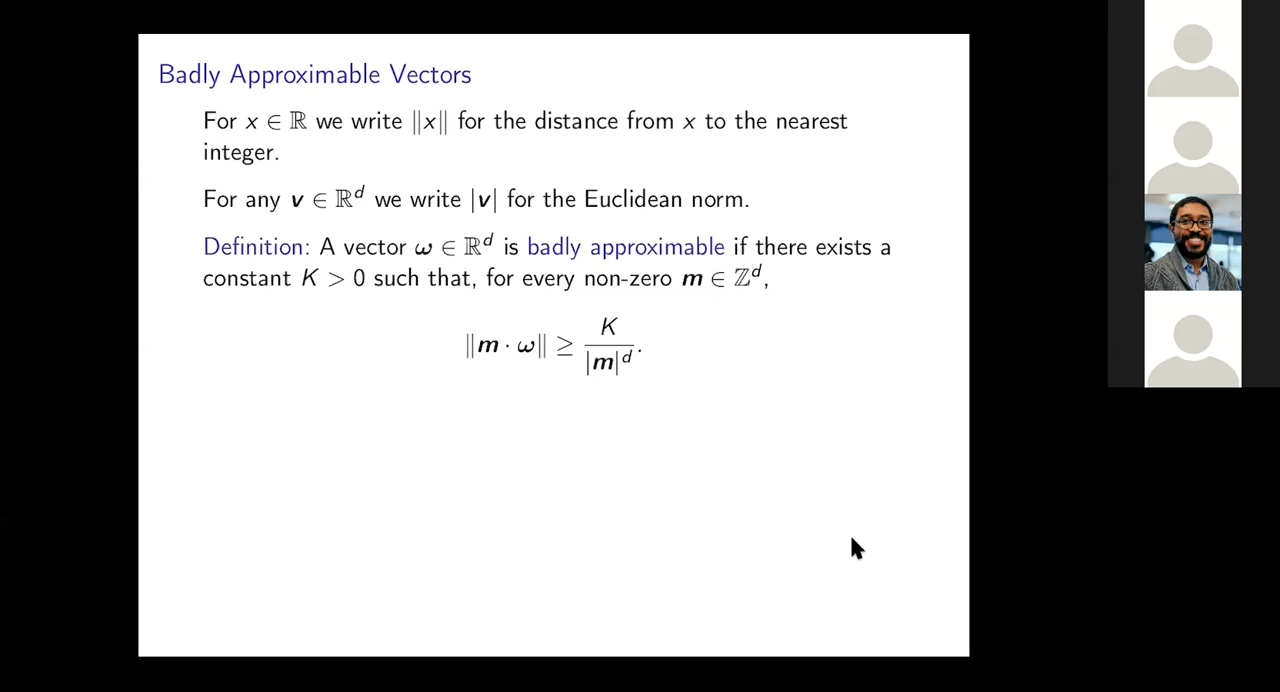 Badly Approximable Vectors
For x ∈ ℝ we write ‖x‖ for the distance from x to the nearest
integer.
For any v ∈ ℝ^d we write |v| for the Euclidean norm.
Definition: A vector ω ∈ ℝ^d is badly approximable if there exists a
constant K > 0 such that, for every non-zero m ∈ ℤ^d,
‖m · ω‖ ≥ K / |m|^d.